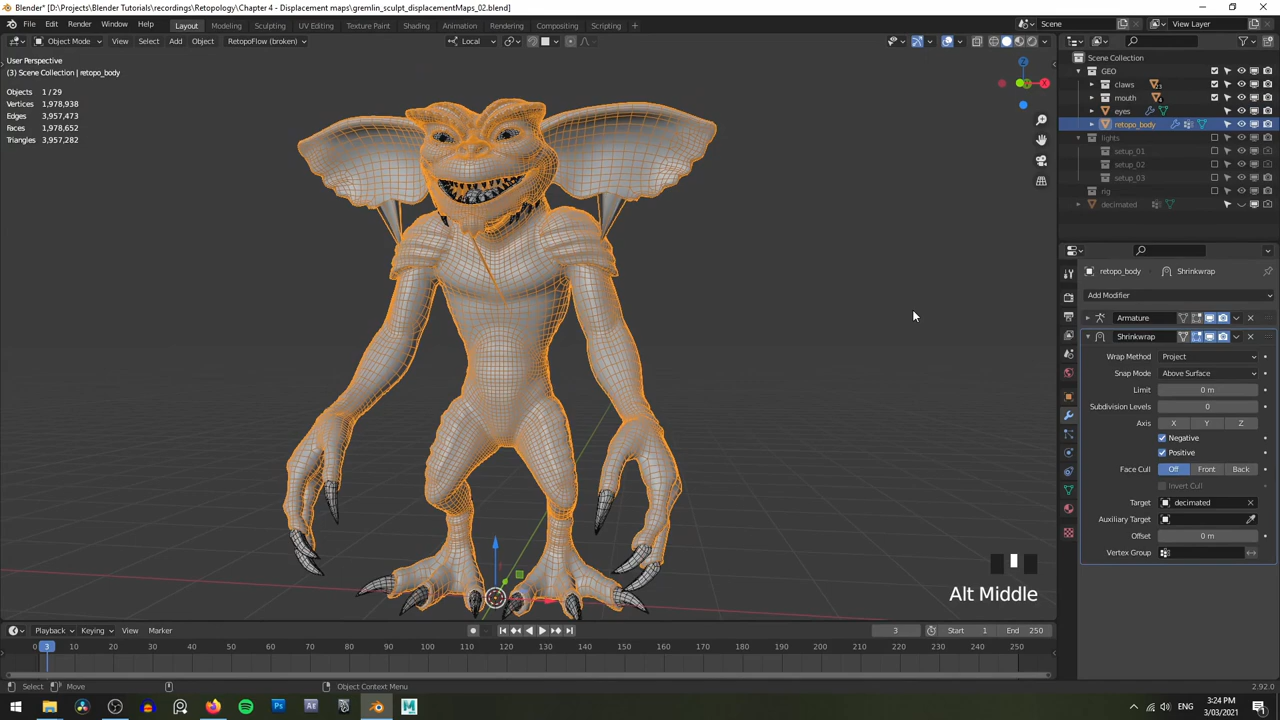 Blender* [D:\Projects\Blender Tutorials\recordings\Retopology\Chapter 4 - Displacement maps\gremlin_sculpt_displacementMaps_02.blend]
File Edit Render Window Help Layout Modeling Sculpting UV Editing Texture Paint Shading Animation Rendering Compositing Scripting + Scene View Layer
Object Mode View Select Add Object RetopoFlow (broken) Local
User Perspective
(3) Scene Collection | retopo_body
Objects 1 / 29
Vertices 1,978,938
Edges 3,957,473
Faces 1,978,652
Triangles 3,957,282
Z
X
Scene Collection
GEO
claws 23
mouth
eyes
retopo_body
lights
setup_01
setup_02
setup_03
rig
decimated
retopo_body Shrinkwrap
Add Modifier
Armature
Shrinkwrap
Wrap Method Project
Snap Mode Above Surface
Limit 0 m
Subdivision Levels 0
Axis X Y Z
Negative
Positive
Face Cull Off Front Back
Invert Cull
Target decimated
Auxiliary Target
Offset 0 m
Vertex Group
Alt Middle
Playback Keying View Marker 3 Start 1 End 250
3 10 20 30 40 50 60 70 80 90 100 110 120 130 140 150 160 170 180 190 200 210 220 230 240 250
Select Move Object Context Menu 2.92.0
Ps Ae M ENG 3:24 PM
3/03/2021